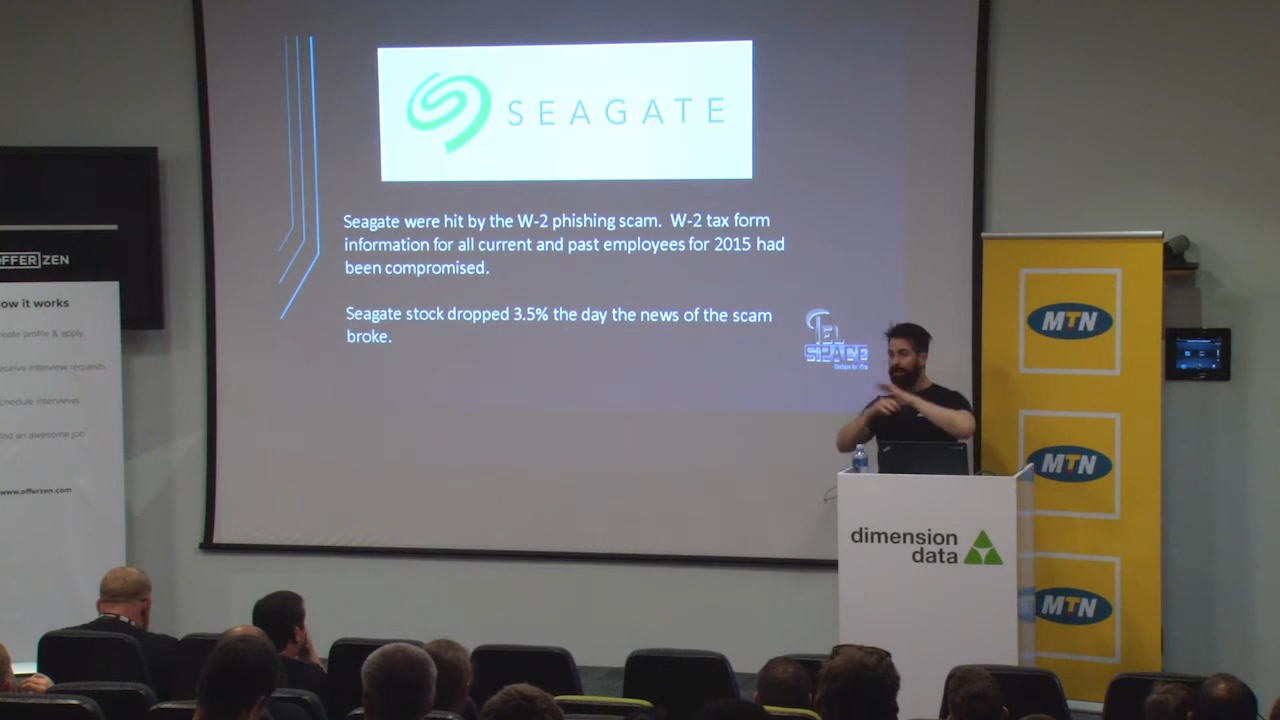 SEAGATE
Seagate were hit by the W-2 phishing scam. W-2 tax form
information for all current and past employees for 2015 had
been compromised.
Seagate stock dropped 3.5% the day the news of the scam
broke.
TEL
SPACE
OFFERZEN
ow it works
reate profile & apply
eceive interview requests
chedule interviews
ind an awesome job
www.offerzen.com
dimension
data
MTN
MTN
MTN